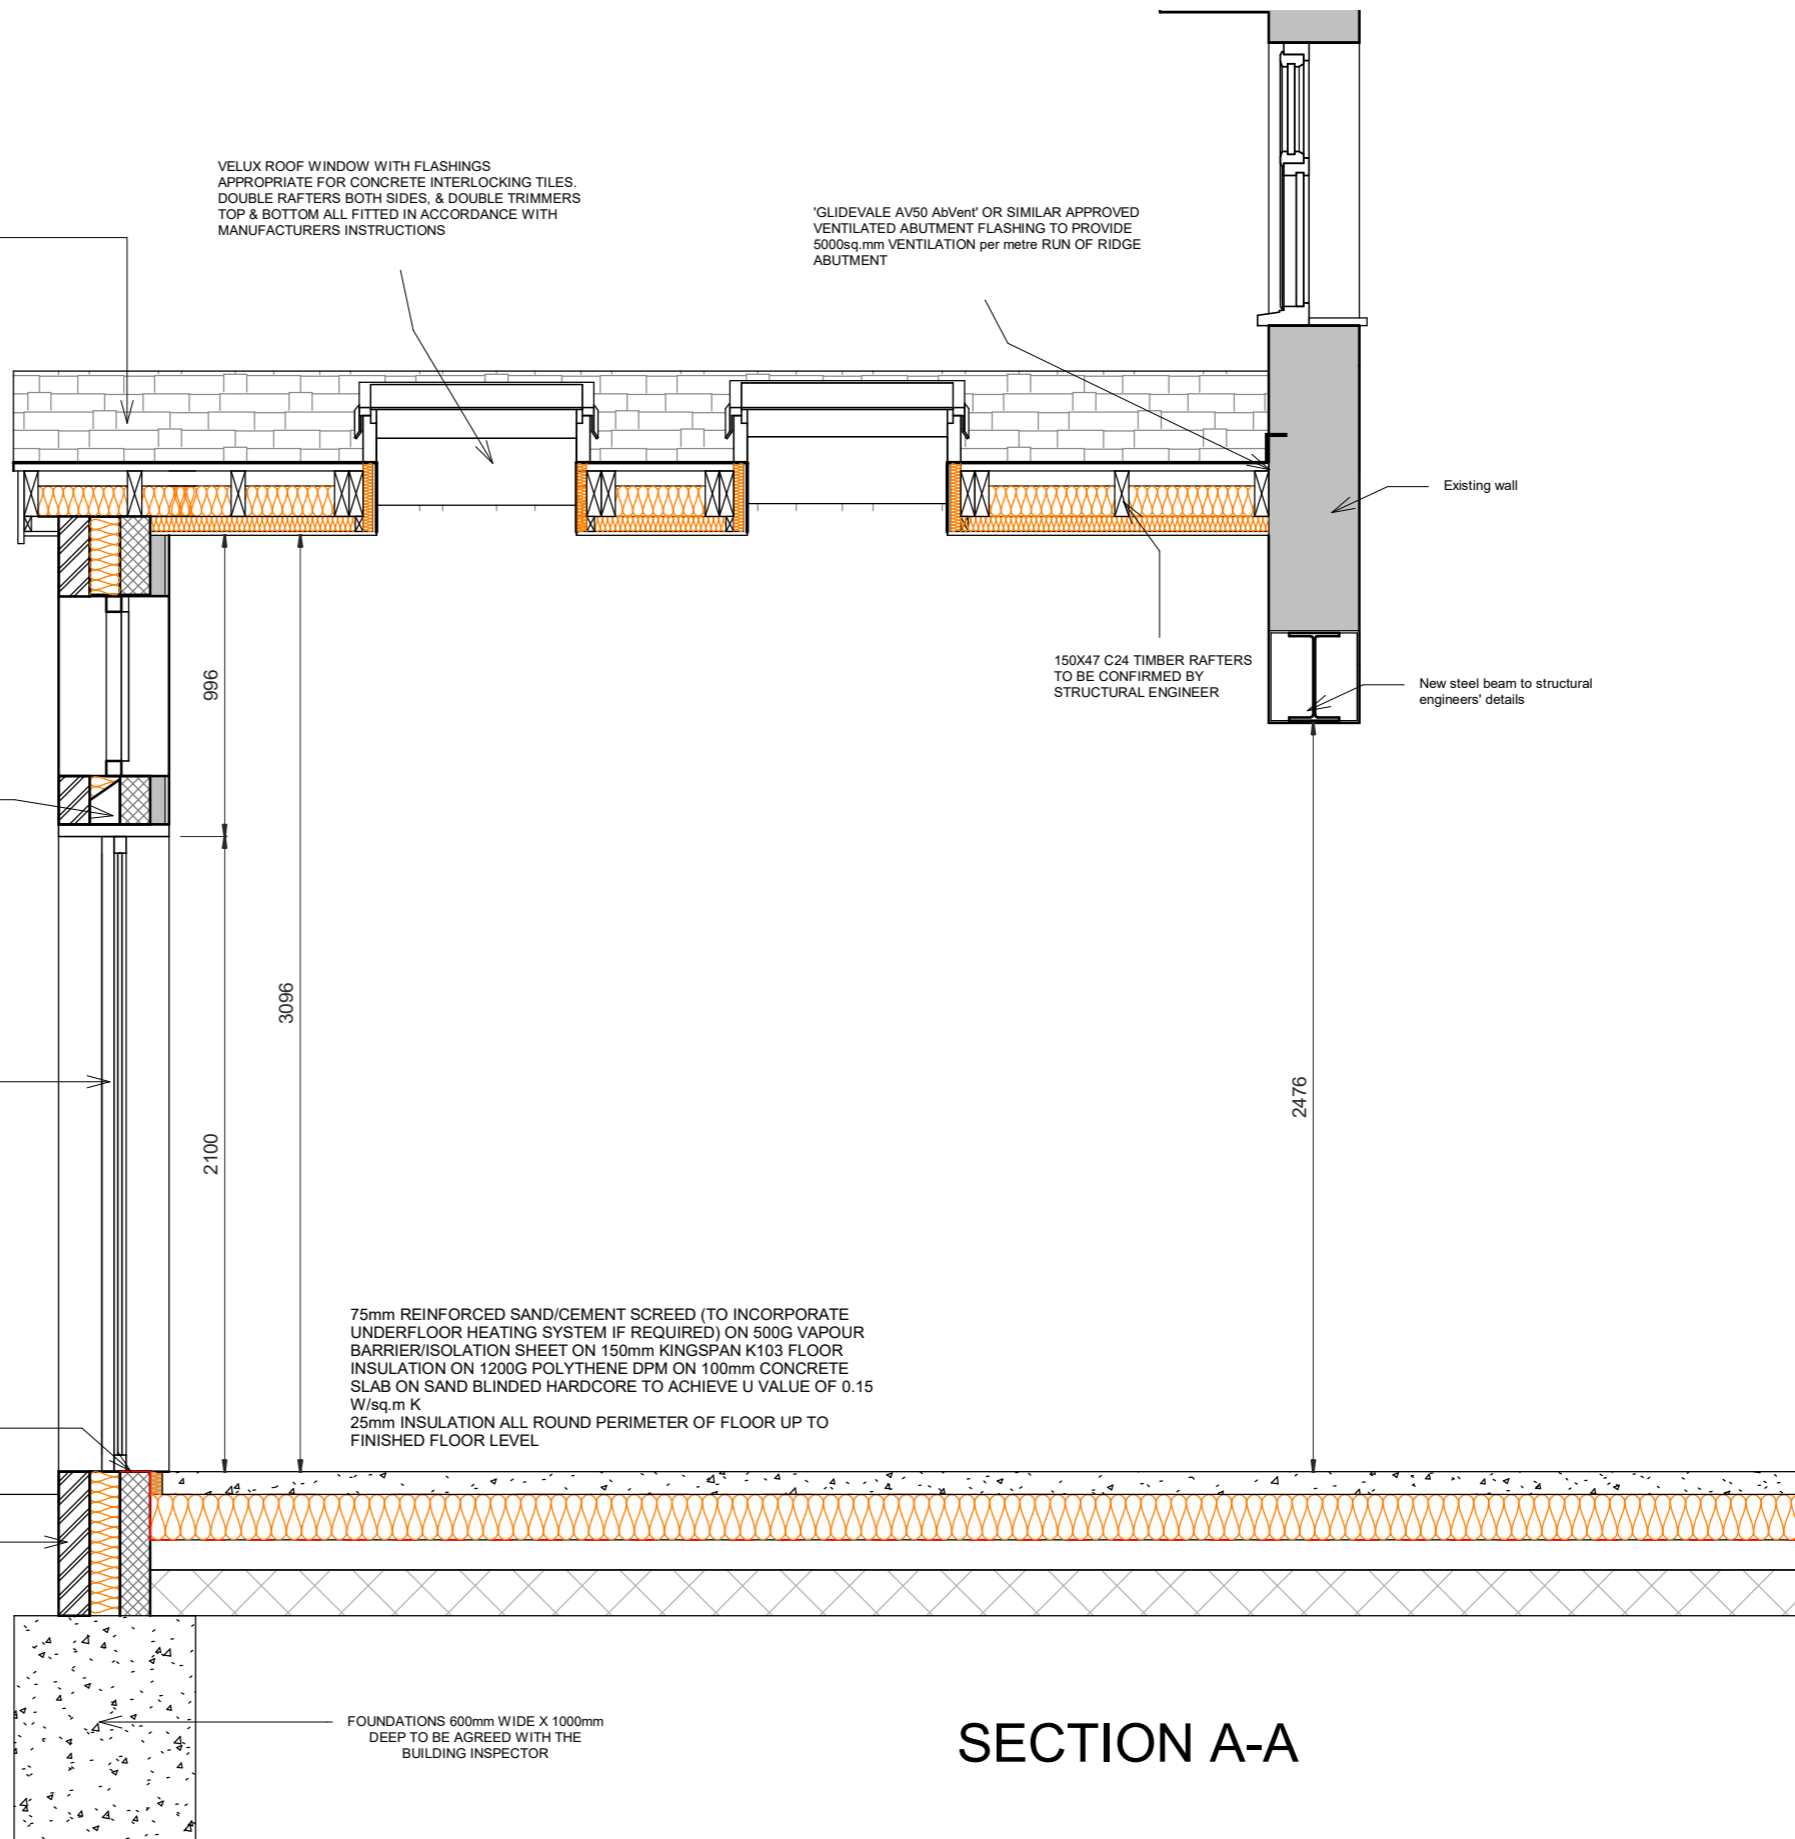 VELUX ROOF WINDOW WITH FLASHINGS
APPROPRIATE FOR CONCRETE INTERLOCKING TILES.
DOUBLE RAFTERS BOTH SIDES, & DOUBLE TRIMMERS
TOP & BOTTOM ALL FITTED IN ACCORDANCE WITH
MANUFACTURERS INSTRUCTIONS
'GLIDEVALE AV50 AbVent' OR SIMILAR APPROVED
VENTILATED ABUTMENT FLASHING TO PROVIDE
5000sq.mm VENTILATION per metre RUN OF RIDGE
ABUTMENT
Existing wall
150X47 C24 TIMBER RAFTERS
TO BE CONFIRMED BY
STRUCTURAL ENGINEER
New steel beam to structural
engineers' details
996
3096
2100
2476
75mm REINFORCED SAND/CEMENT SCREED (TO INCORPORATE
UNDERFLOOR HEATING SYSTEM IF REQUIRED) ON 500G VAPOUR
BARRIER/ISOLATION SHEET ON 150mm KINGSPAN K103 FLOOR
INSULATION ON 1200G POLYTHENE DPM ON 100mm CONCRETE
SLAB ON SAND BLINDED HARDCORE TO ACHIEVE U VALUE OF 0.15
W/sq.m K
25mm INSULATION ALL ROUND PERIMETER OF FLOOR UP TO
FINISHED FLOOR LEVEL
FOUNDATIONS 600mm WIDE X 1000mm
DEEP TO BE AGREED WITH THE
BUILDING INSPECTOR
SECTION A-A